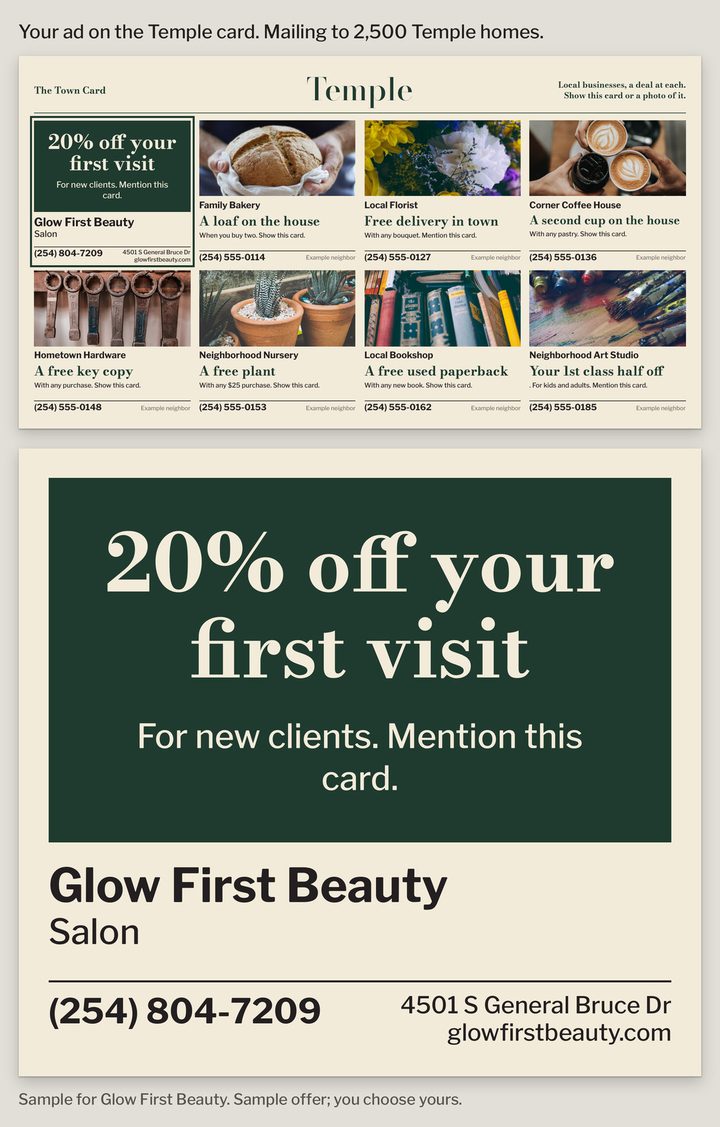 Your ad on the Temple card. Mailing to 2,500 Temple homes.
The Town Card
Temple
Local businesses, a deal at each.
Show this card or a photo of it.
20% off your
first visit
For new clients. Mention this
card.
Glow First Beauty
Salon
(254) 804-7209
4501 S General Bruce Dr
glowfirstbeauty.com
Family Bakery
A loaf on the house
When you buy two. Show this card.
(254) 555-0114
Example neighbor
Local Florist
Free delivery in town
With any bouquet. Mention this card.
(254) 555-0127
Example neighbor
Corner Coffee House
A second cup on the house
With any pastry. Show this card.
(254) 555-0136
Example neighbor
Hometown Hardware
A free key copy
With any purchase. Show this card.
(254) 555-0148
Example neighbor
Neighborhood Nursery
A free plant
With any $25 purchase. Show this card.
(254) 555-0153
Example neighbor
Local Bookshop
A free used paperback
With any new book. Show this card.
(254) 555-0162
Example neighbor
Neighborhood Art Studio
Your 1st class half off
. For kids and adults. Mention this card.
(254) 555-0185
Example neighbor
20% off your
first visit
For new clients. Mention this
card.
Glow First Beauty
Salon
(254) 804-7209
4501 S General Bruce Dr
glowfirstbeauty.com
Sample for Glow First Beauty. Sample offer; you choose yours.